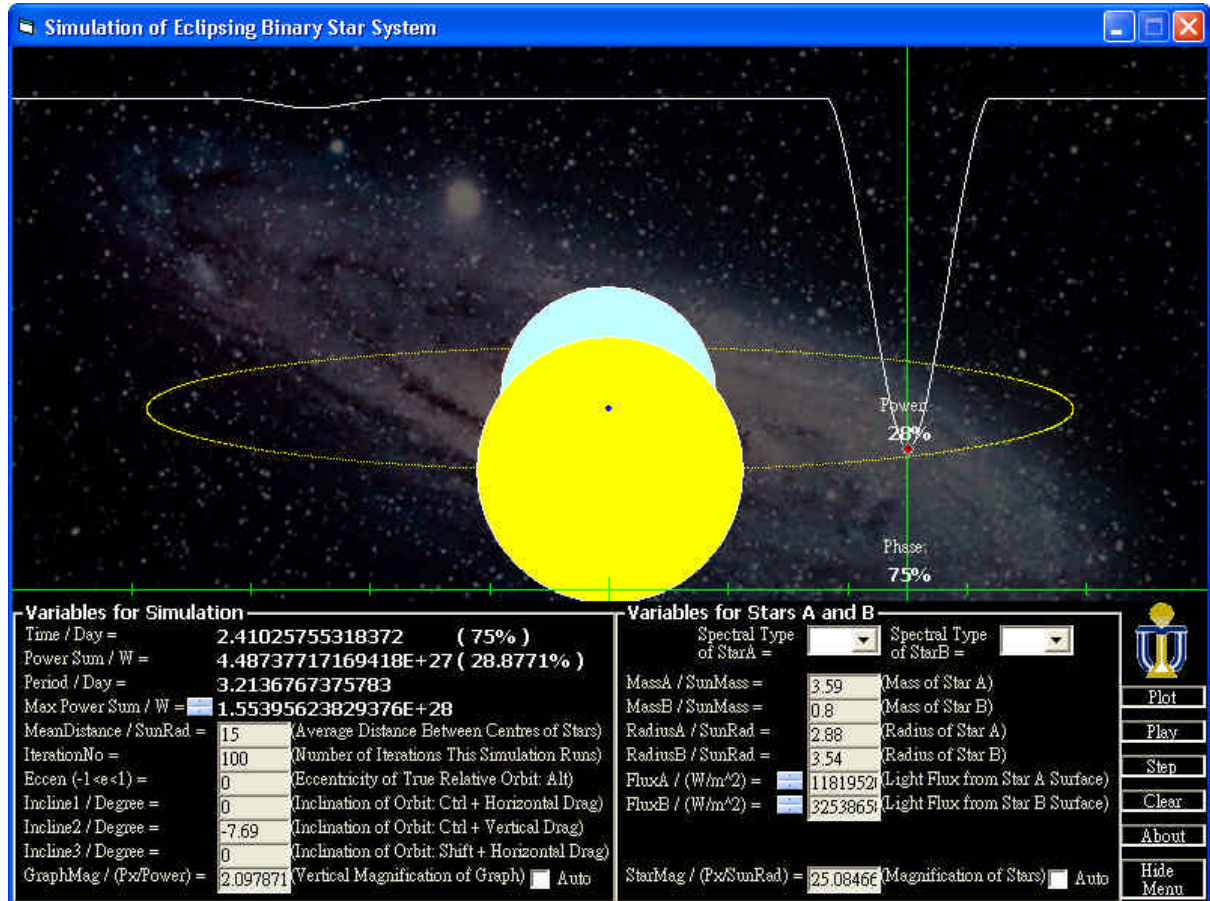 Simulation of Eclipsing Binary Star System
Power:
28%
Phase:
75%
Variables for Simulation
Time / Day = 2.41025755318372 ( 75% )
Power Sum / W = 4.48737717169418E+27 ( 28.8771% )
Period / Day = 3.2136767375783
Max Power Sum / W = 1.55395623829376E+28
MeanDistance / SunRad = 15 (Average Distance Between Centres of Stars)
IterationNo = 100 (Number of Iterations This Simulation Runs)
Eccen (-1<e<1) = 0 (Eccentricity of True Relative Orbit: Alt)
Incline1 / Degree = 0 (Inclination of Orbit: Ctrl + Horizontal Drag)
Incline2 / Degree = -7.69 (Inclination of Orbit: Ctrl + Vertical Drag)
Incline3 / Degree = 0 (Inclination of Orbit: Shift + Horizontal Drag)
GraphMag / (Px/Power) = 2.097871 (Vertical Magnification of Graph) Auto
Variables for Stars A and B
Spectral Type
of StarA =
Spectral Type
of StarB =
MassA / SunMass = 3.59 (Mass of Star A)
MassB / SunMass = 0.8 (Mass of Star B)
RadiusA / SunRad = 2.88 (Radius of Star A)
RadiusB / SunRad = 3.54 (Radius of Star B)
FluxA / (W/m^2) = (Light Flux from Star A Surface)
FluxB / (W/m^2) = (Light Flux from Star B Surface)
StarMag / (Px/SunRad) = (Magnification of Stars) Auto
Plot
Play
Step
Clear
About
Hide
Menu